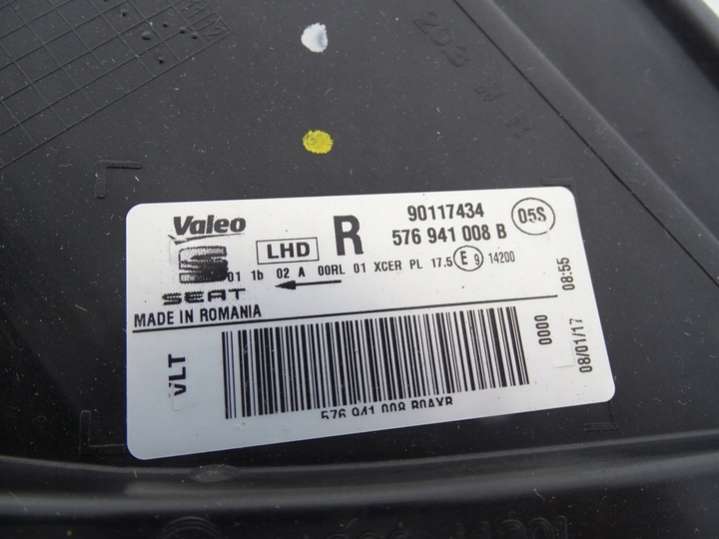 Valeo
SEAT
LHD
R
90117434
576 941 008 B
05S
01 1b 02 A 00RL 01 XCER PL 17.5 E 9 14200
MADE IN ROMANIA
VLT
576 941 008 B0AXB
0000
08/01/17 08:55